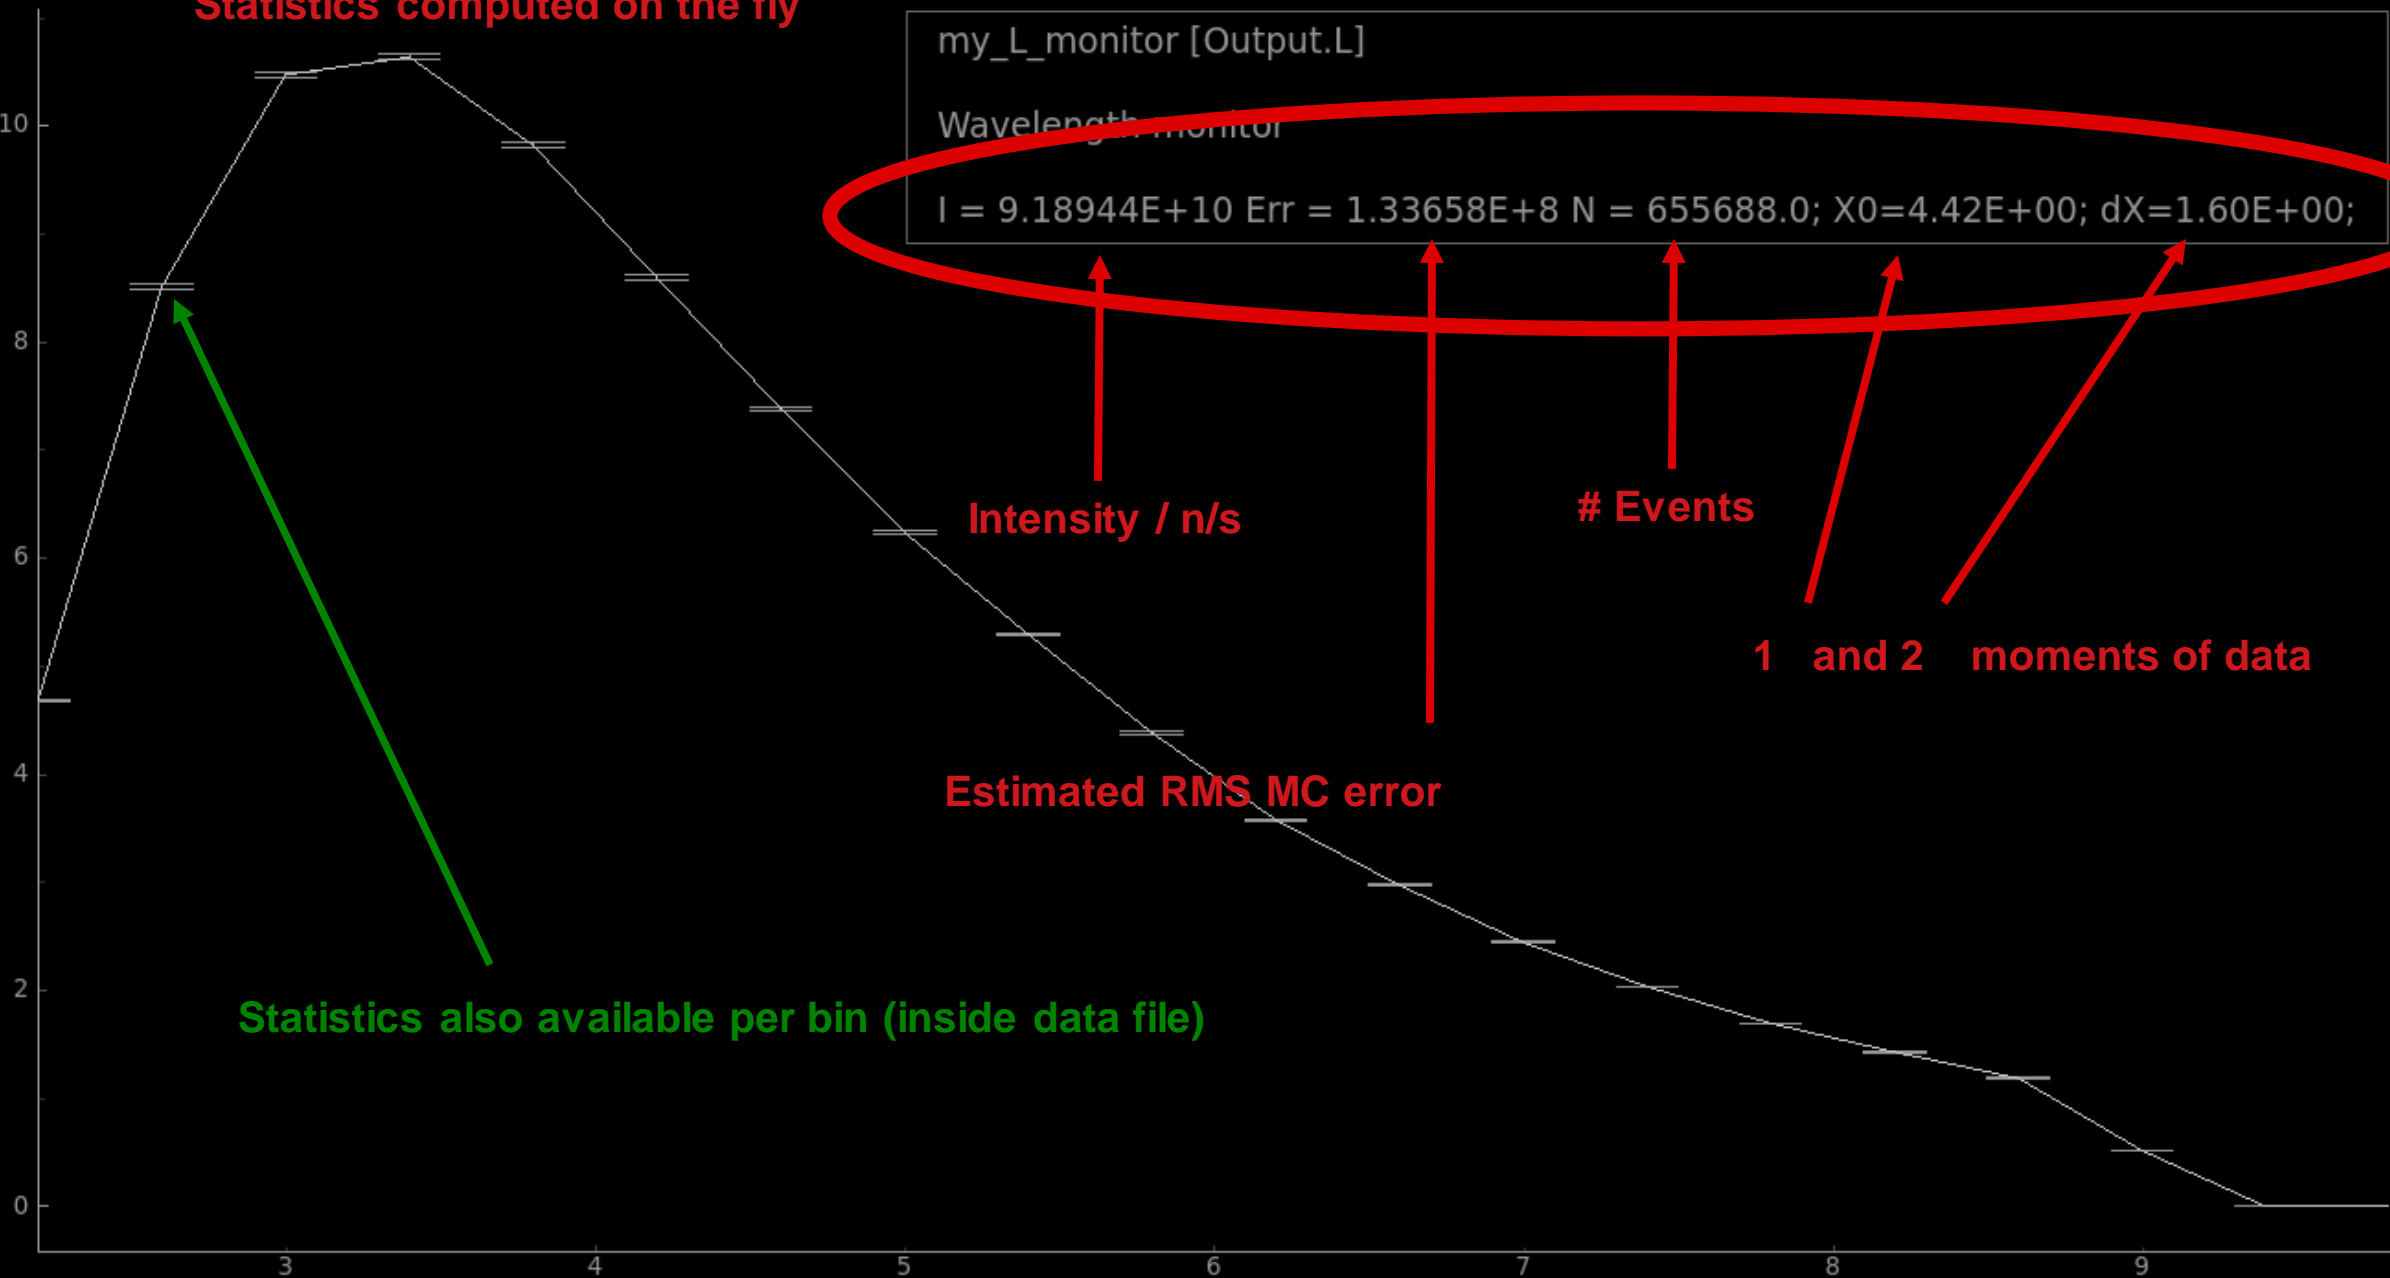 Statistics computed on the fly
my_L_monitor [Output.L]
Wavelength monitor
I = 9.18944E+10 Err = 1.33658E+8 N = 655688.0; X0=4.42E+00; dX=1.60E+00;
Intensity / n/s
# Events
1 and 2 moments of data
Estimated RMS MC error
Statistics also available per bin (inside data file)
10
8
6
4
2
0
3 4 5 6 7 8 9